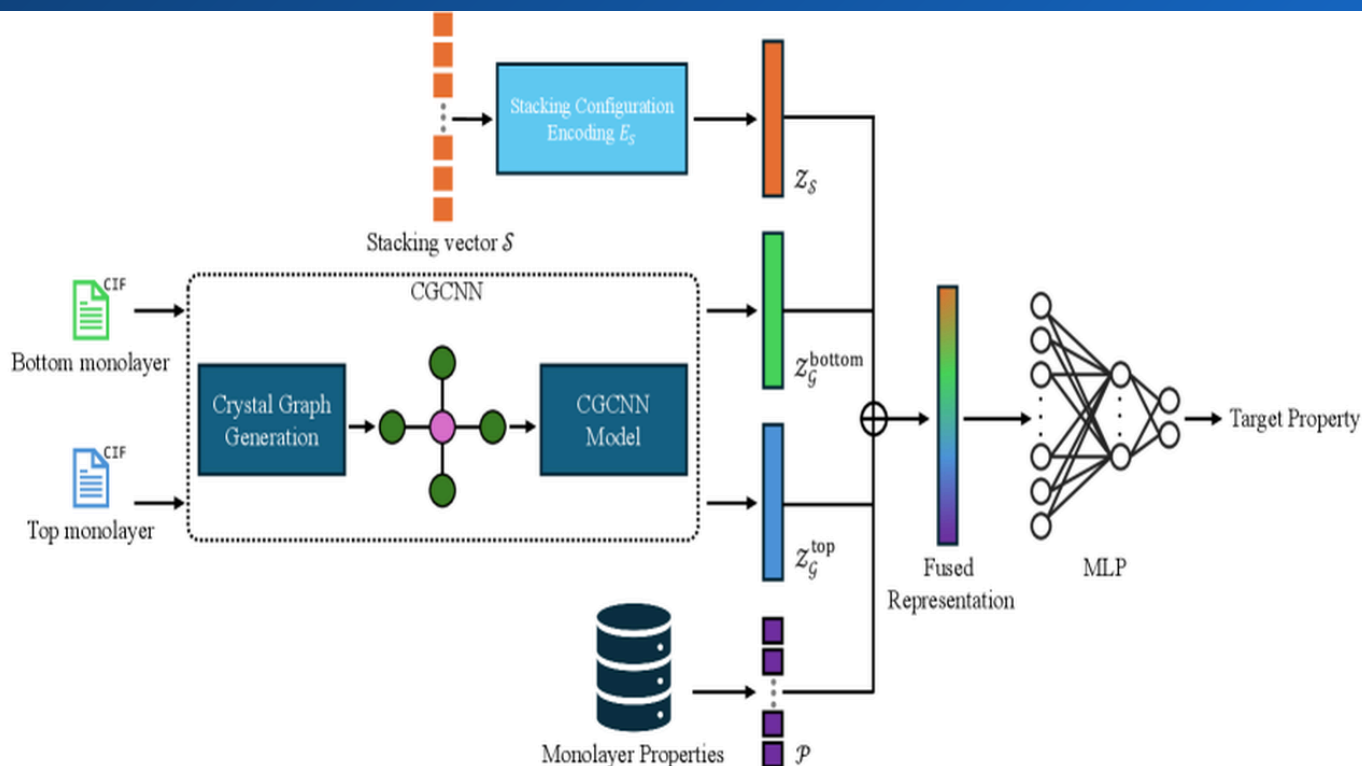 Stacking Configuration
Encoding E_S
z_S
Stacking vector S
CIF
Bottom monolayer
CGCNN
Crystal Graph
Generation
CGCNN
Model
z_G^bottom
CIF
Top monolayer
z_G^top
Fused
Representation
MLP
Target Property
Monolayer Properties
P